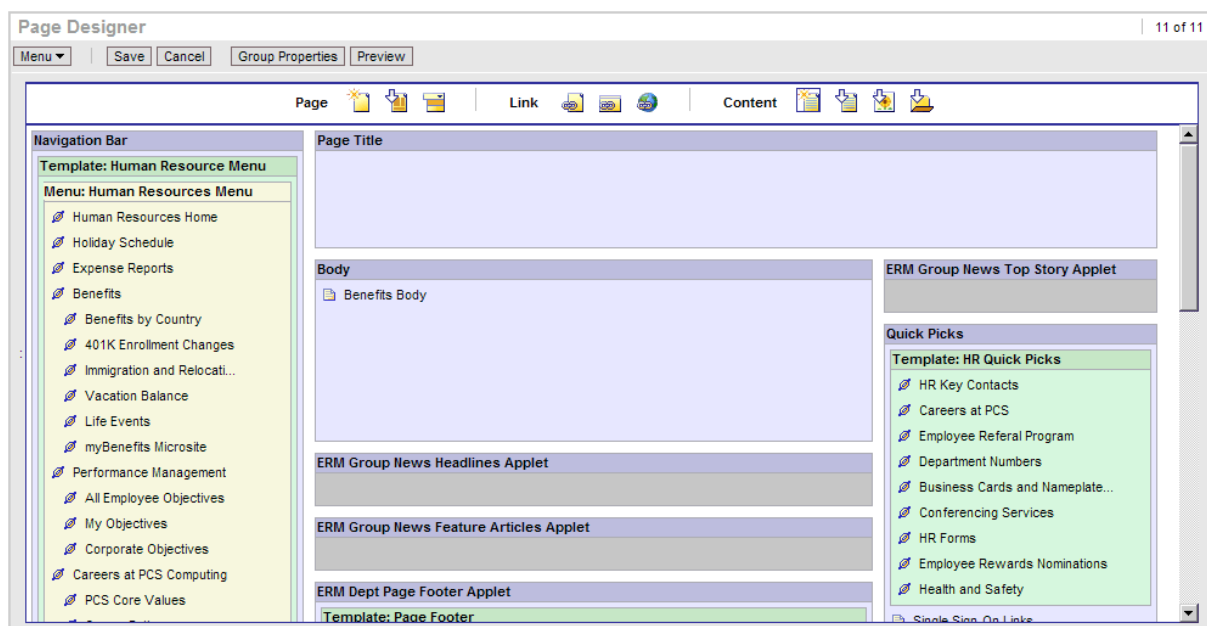 Page Designer
11 of 11
Menu
Save
Cancel
Group Properties
Preview
Page
Link
Content
Navigation Bar
Template: Human Resource Menu
Menu: Human Resources Menu
Human Resources Home
Holiday Schedule
Expense Reports
Benefits
Benefits by Country
401K Enrollment Changes
Immigration and Relocati...
Vacation Balance
Life Events
myBenefits Microsite
Performance Management
All Employee Objectives
My Objectives
Corporate Objectives
Careers at PCS Computing
PCS Core Values
Page Title
Body
Benefits Body
ERM Group News Headlines Applet
ERM Group News Feature Articles Applet
ERM Dept Page Footer Applet
Template: Page Footer
ERM Group News Top Story Applet
Quick Picks
Template: HR Quick Picks
HR Key Contacts
Careers at PCS
Employee Referal Program
Department Numbers
Business Cards and Nameplate...
Conferencing Services
HR Forms
Employee Rewards Nominations
Health and Safety
Single Sign-On Links